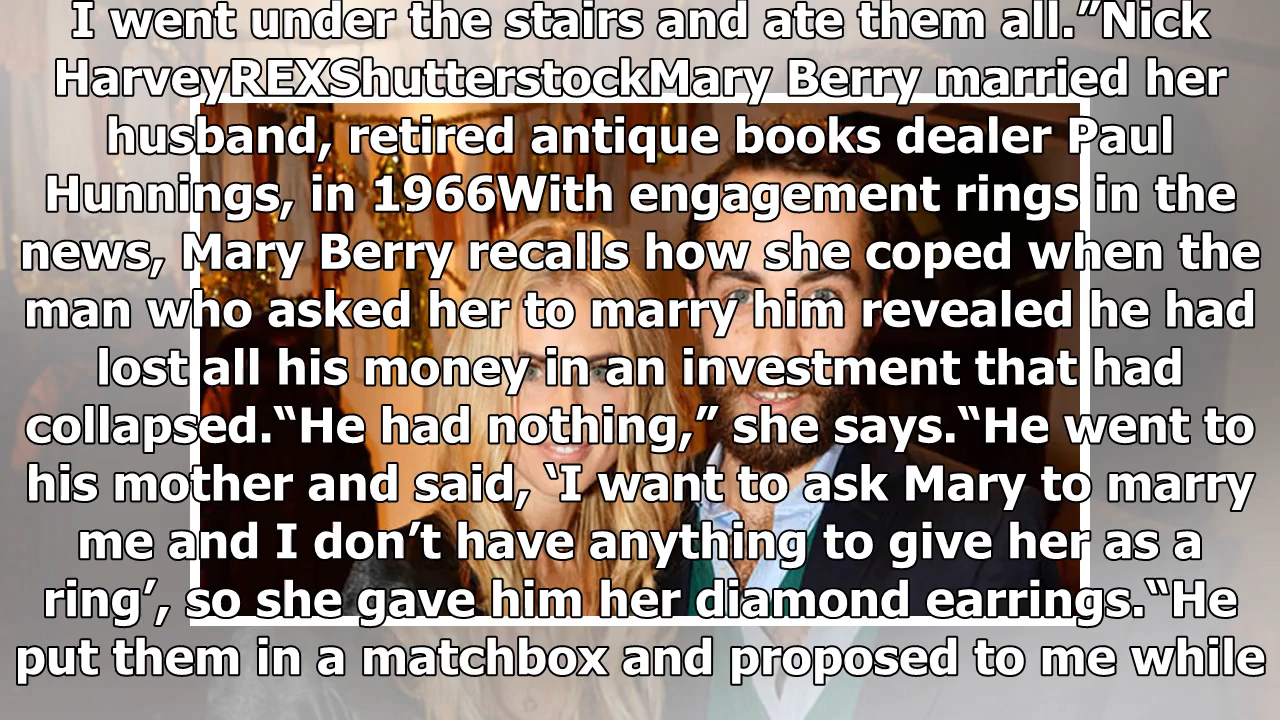 I went under the stairs and ate them all.”Nick
HarveyREXShutterstockMary Berry married her
husband, retired antique books dealer Paul
Hunnings, in 1966With engagement rings in the
news, Mary Berry recalls how she coped when the
man who asked her to marry him revealed he had
lost all his money in an investment that had
collapsed.“He had nothing,” she says.“He went to
his mother and said, ‘I want to ask Mary to marry
me and I don’t have anything to give her as a
ring’, so she gave him her diamond earrings.“He
put them in a matchbox and proposed to me while